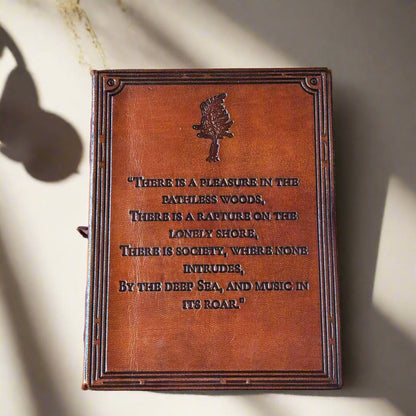 “There is a pleasure in the
pathless woods,
There is a rapture on the
lonely shore,
There is society, where none
intrudes,
By the deep Sea, and music in
its roar.”